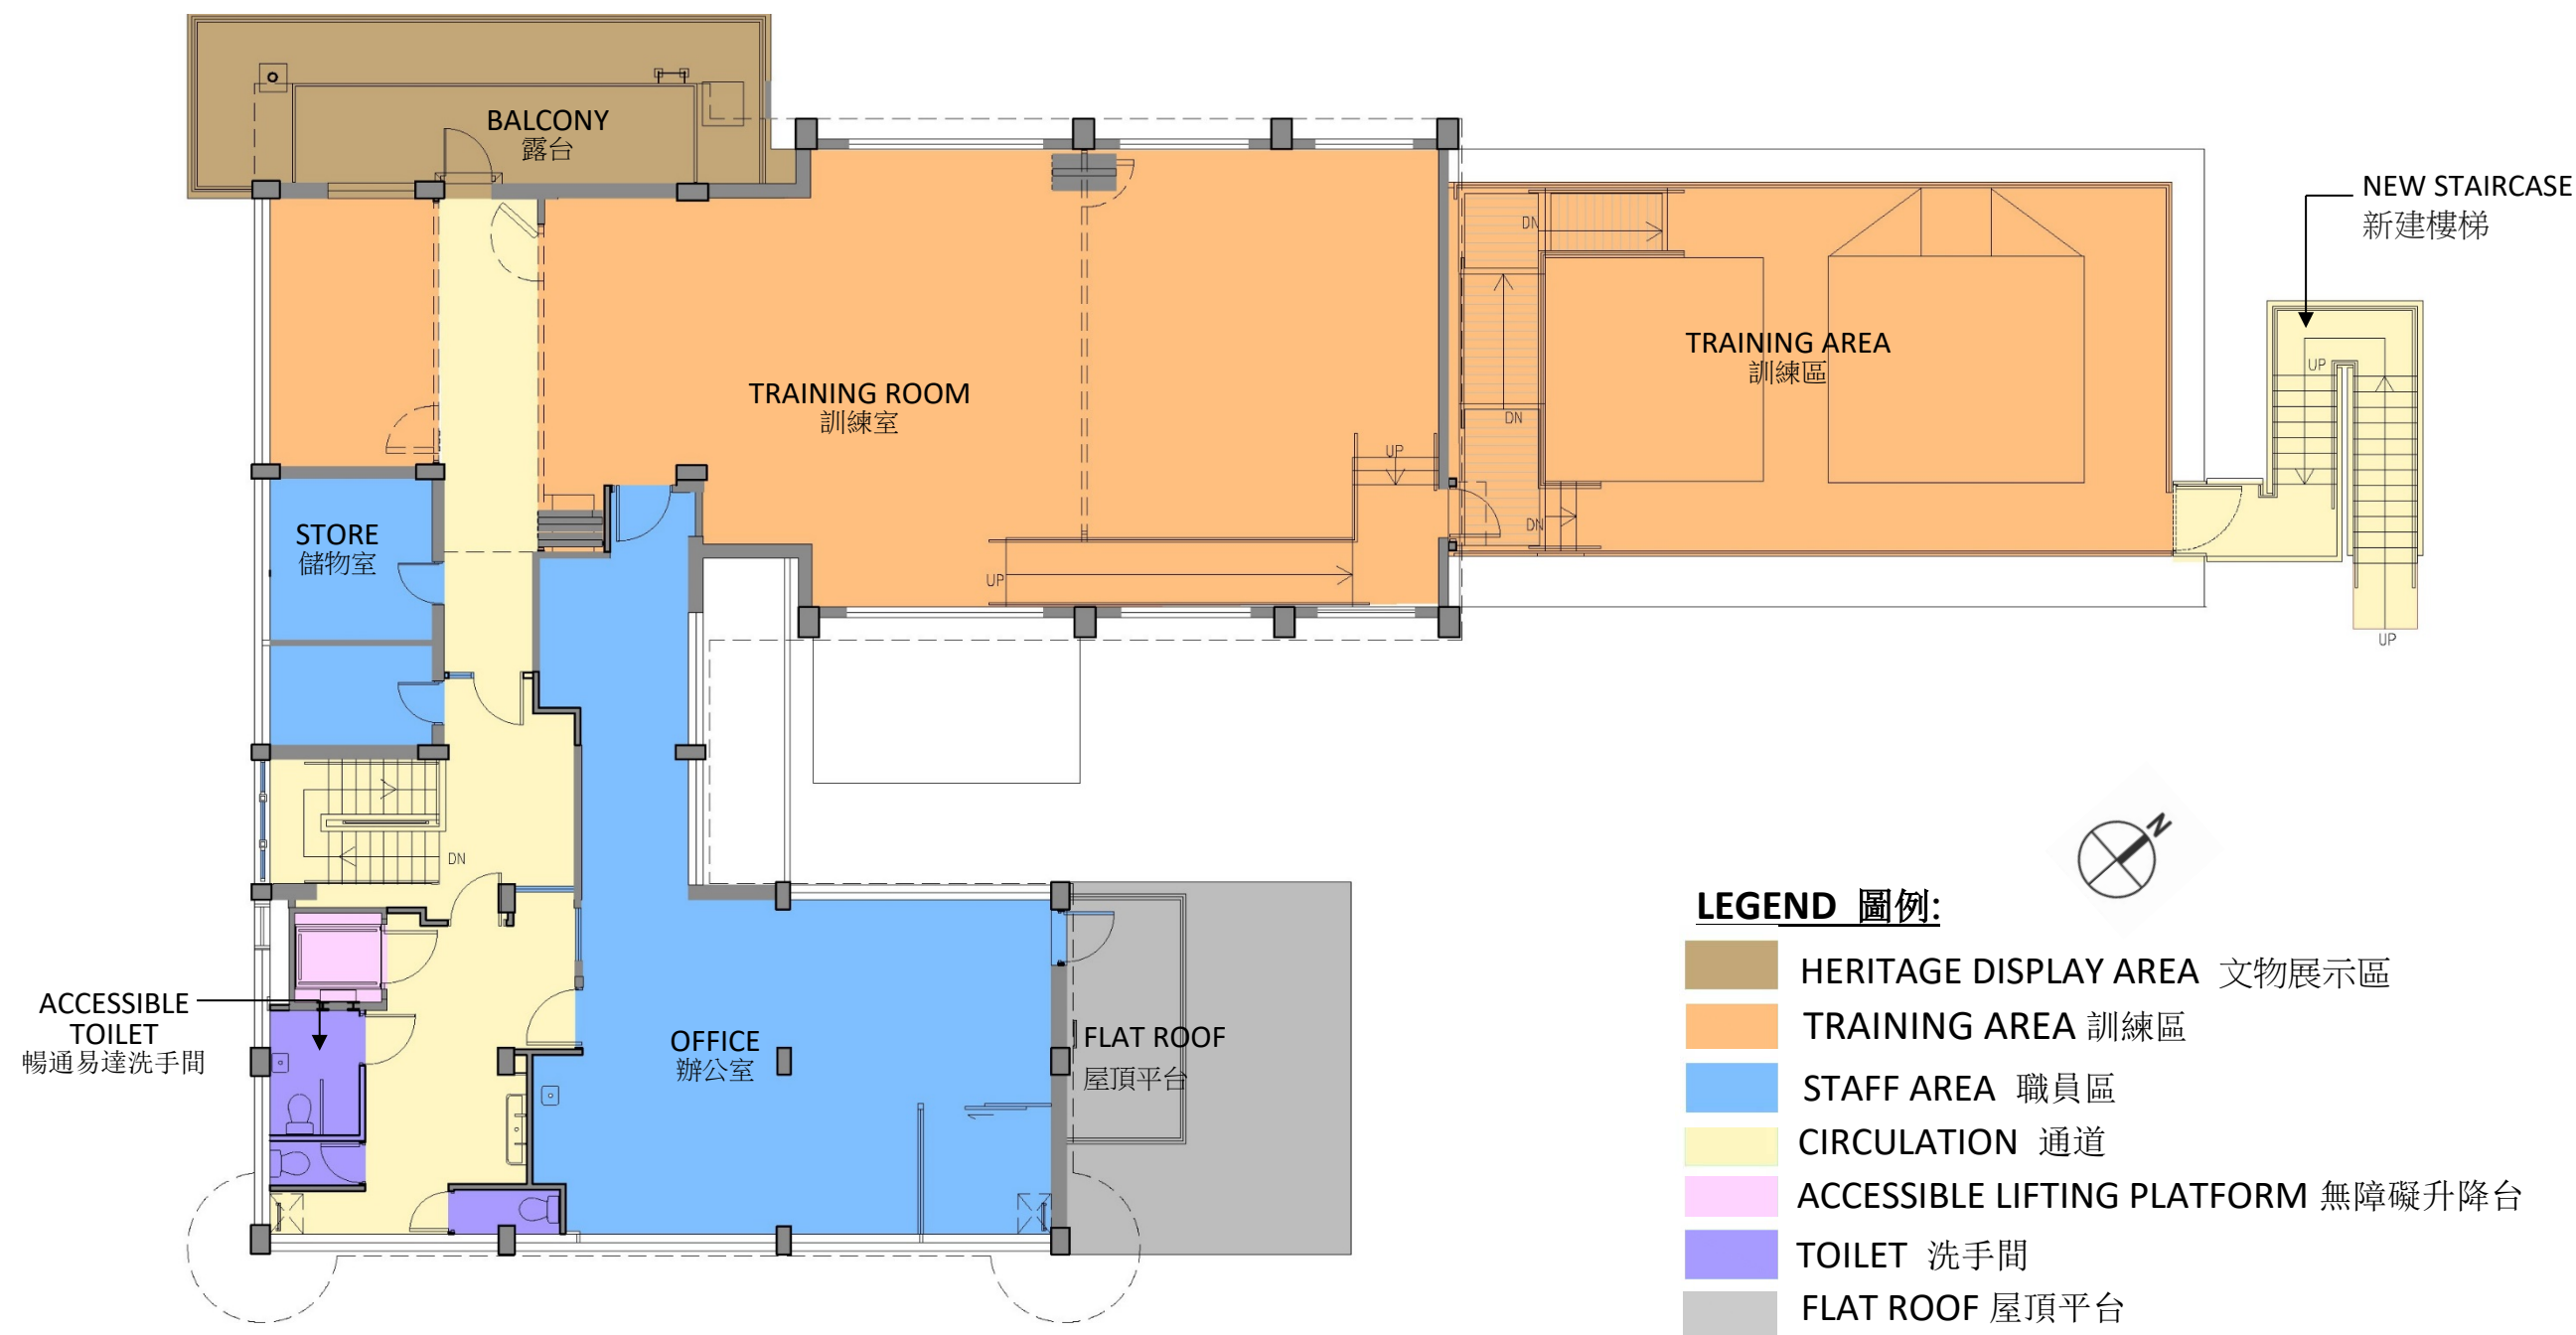 BALCONY
露台
NEW STAIRCASE
新建樓梯
DN
UP
TRAINING AREA
訓練區
TRAINING ROOM
訓練室
DN
UP
STORE
儲物室
DN
UP
UP
DN
N
ACCESSIBLE
TOILET
暢通易達洗手間
OFFICE
辦公室
FLAT ROOF
屋頂平台
LEGEND 圖例:
HERITAGE DISPLAY AREA 文物展示區
TRAINING AREA 訓練區
STAFF AREA 職員區
CIRCULATION 通道
ACCESSIBLE LIFTING PLATFORM 無障礙升降台
TOILET 洗手間
FLAT ROOF 屋頂平台